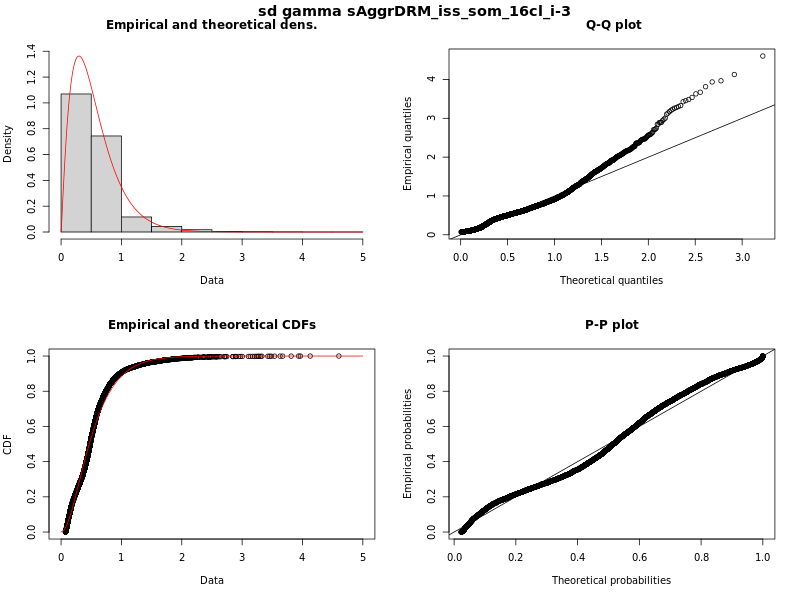 sd gamma sAggrDRM_iss_som_16cl_i-3
Empirical and theoretical dens.
Density
0.0 0.2 0.4 0.6 0.8 1.0 1.2 1.4
0 1 2 3 4 5
Data
Q-Q plot
Empirical quantiles
0 1 2 3 4
0.0 0.5 1.0 1.5 2.0 2.5 3.0
Theoretical quantiles
Empirical and theoretical CDFs
CDF
0.0 0.2 0.4 0.6 0.8 1.0
0 1 2 3 4 5
Data
P-P plot
Empirical probabilities
0.0 0.2 0.4 0.6 0.8 1.0
0.0 0.2 0.4 0.6 0.8 1.0
Theoretical probabilities